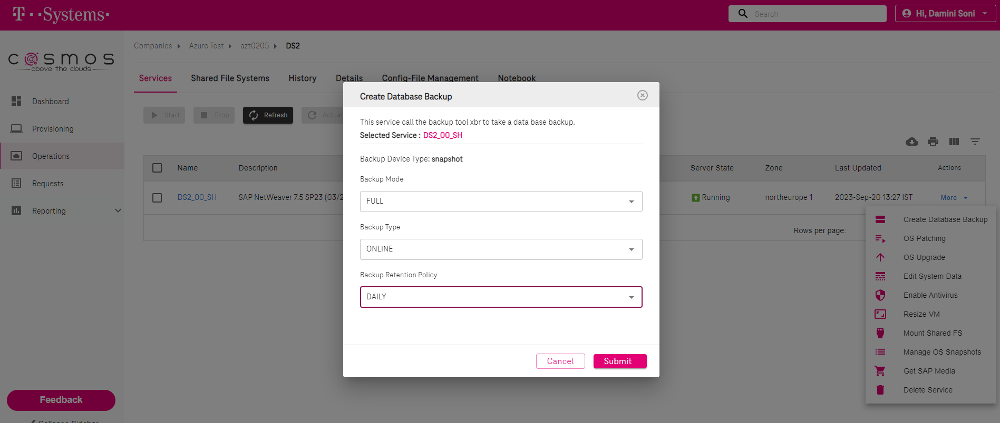 T··Systems·
Search
Hi, Damini Soni
cosmos
above the clouds
Companies Azure Test azt0205 DS2
Services Shared File Systems History Details Config-File Management Notebook
Dashboard
Provisioning
Operations
Requests
Reporting
Feedback
Collapse Sidebar
Start Stop Refresh Actual
Name Description Server State Zone Last Updated Actions
DS2_00_SH SAP NetWeaver 7.5 SP23 (03/2 Running northeurope 1 2023-Sep-20 13:27 IST More
Rows per page:
Create Database Backup
This service call the backup tool xbr to take a data base backup.
Selected Service : DS2_00_SH
Backup Device Type: snapshot
Backup Mode
FULL
Backup Type
ONLINE
Backup Retention Policy
DAILY
Cancel Submit
Create Database Backup
OS Patching
OS Upgrade
Edit System Data
Enable Antivirus
Resize VM
Mount Shared FS
Manage OS Snapshots
Get SAP Media
Delete Service